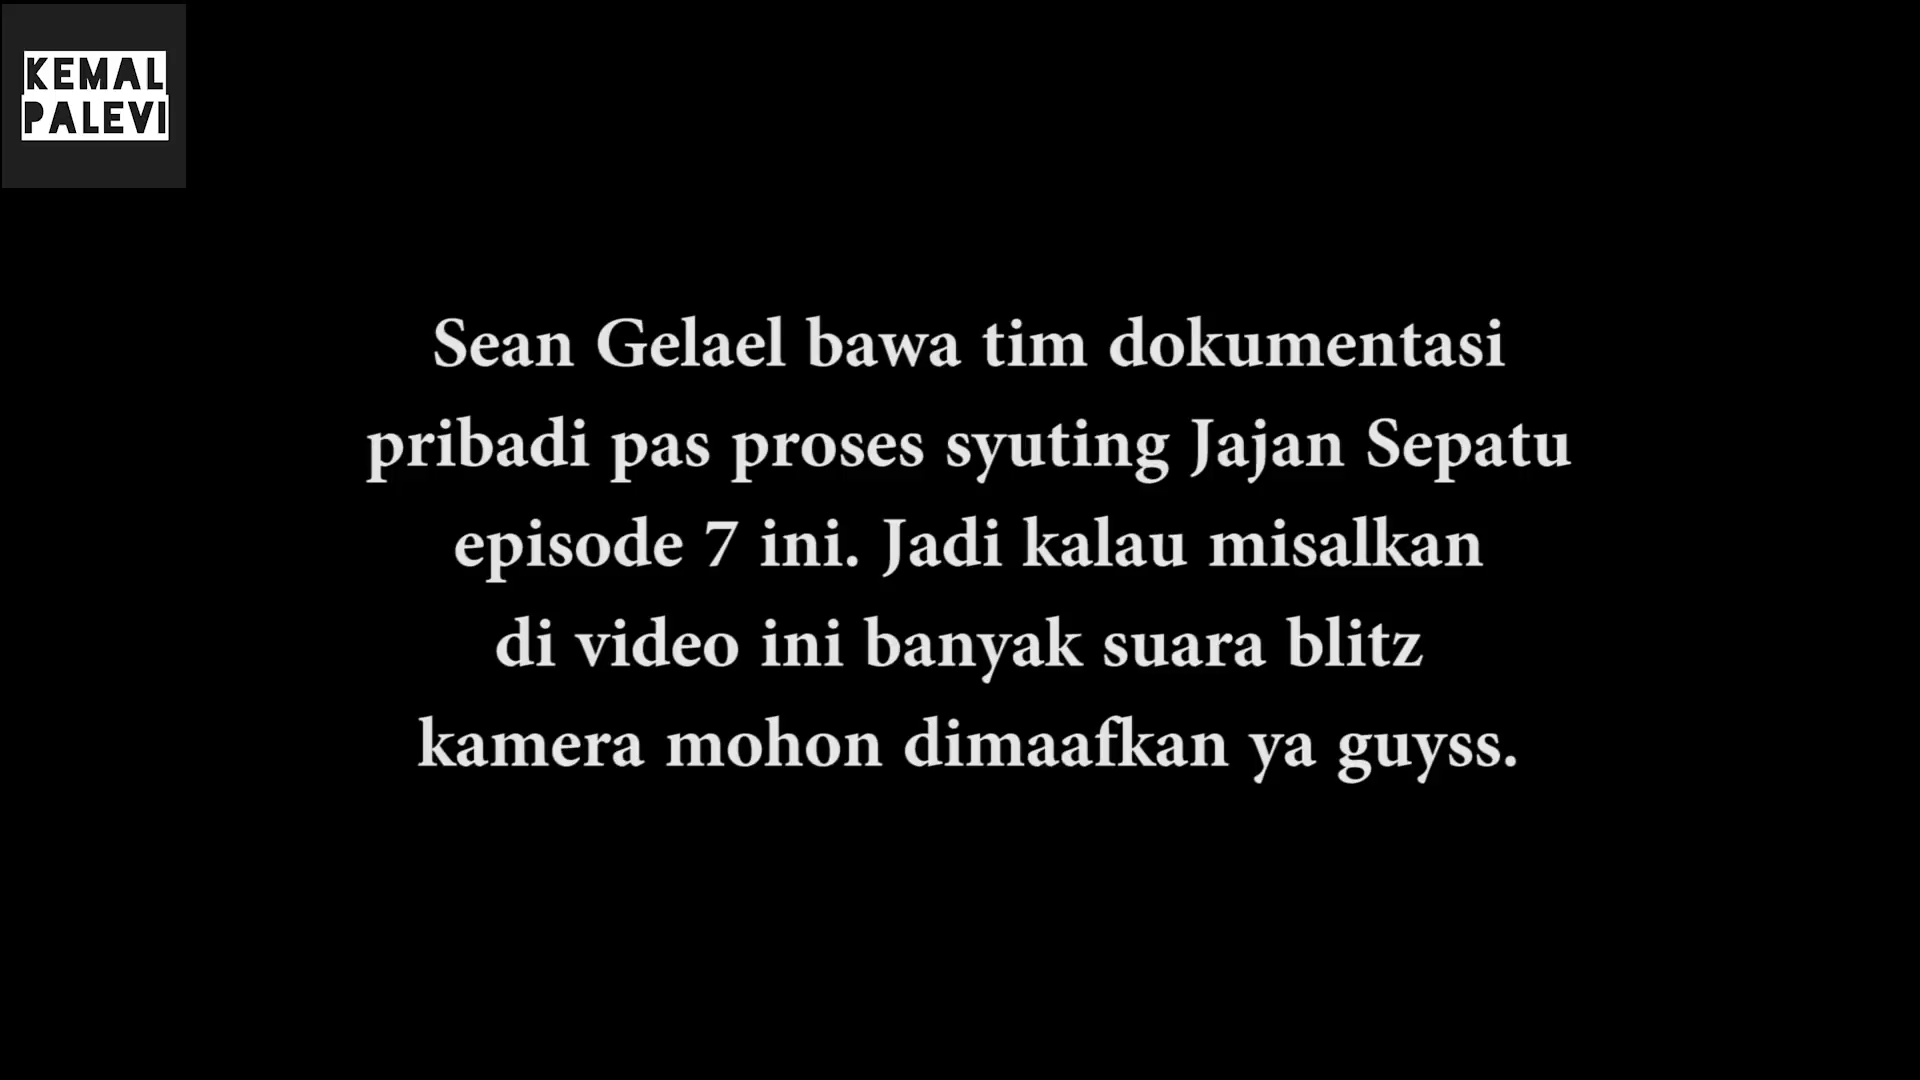 KEMAL
PALEVI
Sean Gelael bawa tim dokumentasi
pribadi pas proses syuting Jajan Sepatu
episode 7 ini. Jadi kalau misalkan
di video ini banyak suara blitz
kamera mohon dimaafkan ya guyss.